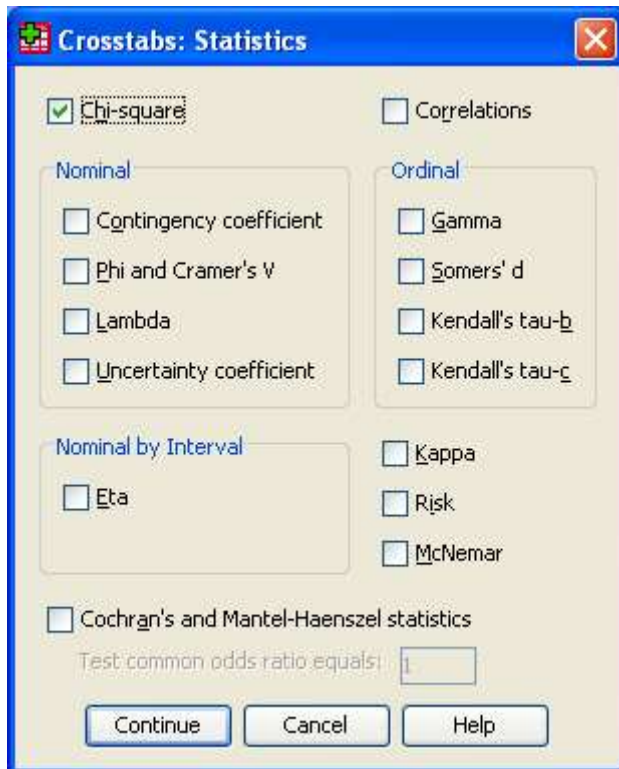 Crosstabs: Statistics
Chi-square
Correlations
Nominal
Contingency coefficient
Phi and Cramer's V
Lambda
Uncertainty coefficient
Ordinal
Gamma
Somers' d
Kendall's tau-b
Kendall's tau-c
Nominal by Interval
Eta
Kappa
Risk
McNemar
Cochran's and Mantel-Haenszel statistics
Test common odds ratio equals: 1
Continue Cancel Help